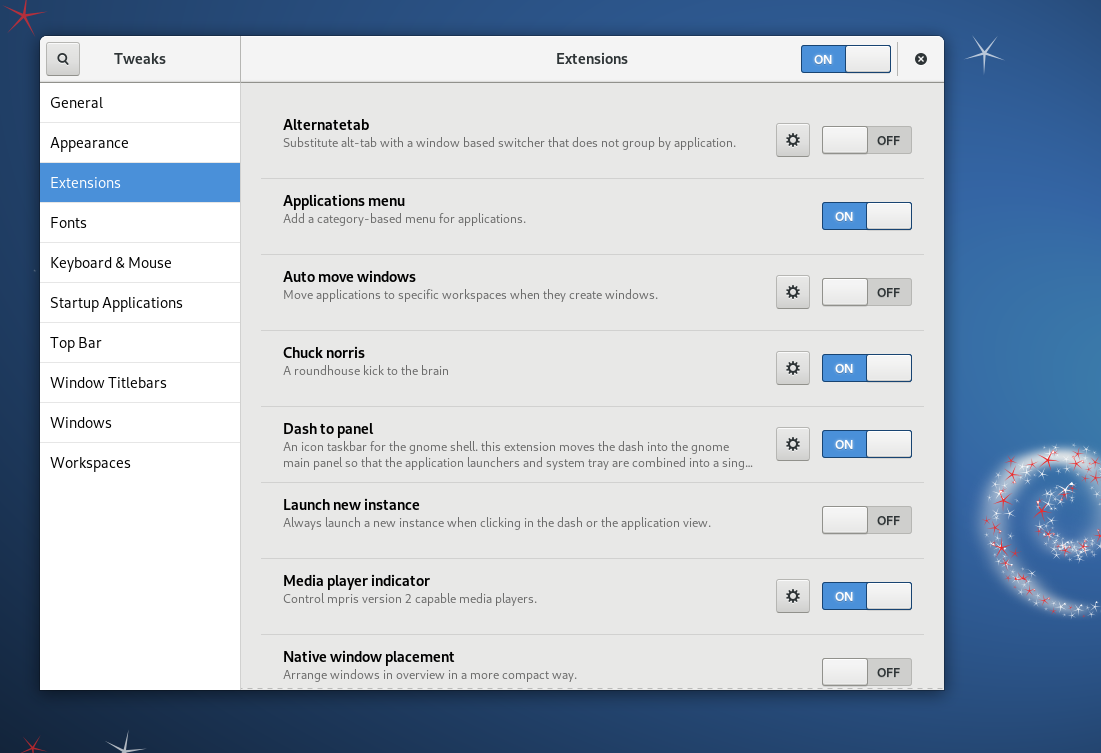 Tweaks
Extensions
ON
General
Appearance
Extensions
Fonts
Keyboard & Mouse
Startup Applications
Top Bar
Window Titlebars
Windows
Workspaces
Alternatetab
Substitute alt-tab with a window based switcher that does not group by application.
OFF
Applications menu
Add a category-based menu for applications.
ON
Auto move windows
Move applications to specific workspaces when they create windows.
OFF
Chuck norris
A roundhouse kick to the brain
ON
Dash to panel
An icon taskbar for the gnome shell. this extension moves the dash into the gnome
main panel so that the application launchers and system tray are combined into a sing...
ON
Launch new instance
Always launch a new instance when clicking in the dash or the application view.
OFF
Media player indicator
Control mpris version 2 capable media players.
ON
Native window placement
Arrange windows in overview in a more compact way.
OFF